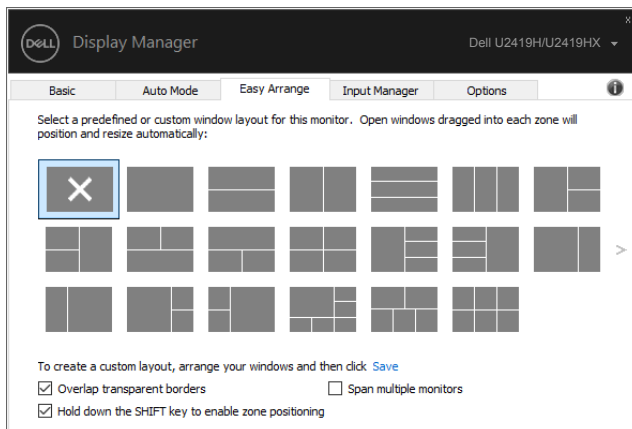 DELL Display Manager
Dell U2419H/U2419HX
Basic Auto Mode Easy Arrange Input Manager Options
Select a predefined or custom window layout for this monitor. Open windows dragged into each zone will
position and resize automatically:
To create a custom layout, arrange your windows and then click Save
Overlap transparent borders
Span multiple monitors
Hold down the SHIFT key to enable zone positioning